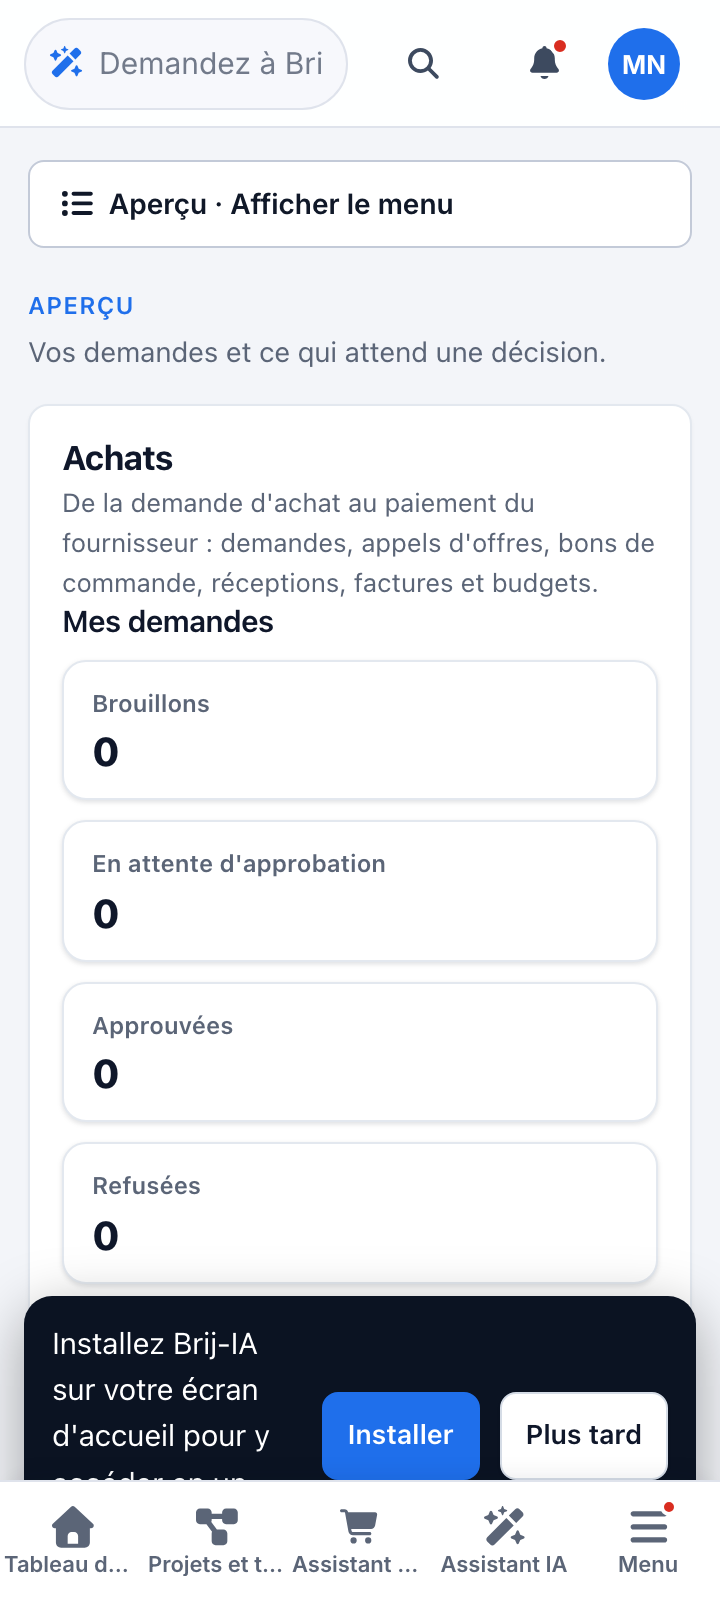 Demandez à Bri
MN
Aperçu · Afficher le menu
APERÇU
Vos demandes et ce qui attend une décision.
Achats
De la demande d'achat au paiement du
fournisseur : demandes, appels d'offres, bons de
commande, réceptions, factures et budgets.
Mes demandes
Brouillons
0
En attente d'approbation
0
Approuvées
0
Refusées
0
Installez Brij-IA
sur votre écran
d'accueil pour y
accéder en un
Installer
Plus tard
Tableau d...
Projets et t...
Assistant ...
Assistant IA
Menu